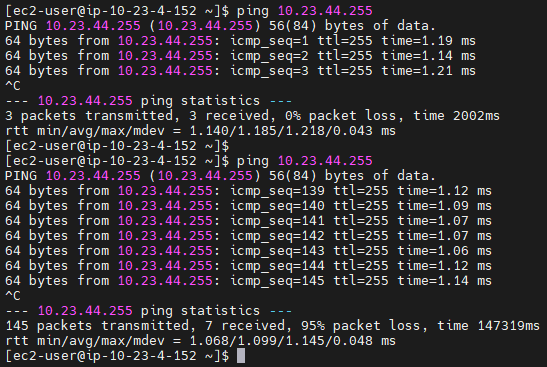 [ec2-user@ip-10-23-4-152 ~]$ ping 10.23.44.255
PING 10.23.44.255 (10.23.44.255) 56(84) bytes of data.
64 bytes from 10.23.44.255: icmp_seq=1 ttl=255 time=1.19 ms
64 bytes from 10.23.44.255: icmp_seq=2 ttl=255 time=1.14 ms
64 bytes from 10.23.44.255: icmp_seq=3 ttl=255 time=1.21 ms
^C
--- 10.23.44.255 ping statistics ---
3 packets transmitted, 3 received, 0% packet loss, time 2002ms
rtt min/avg/max/mdev = 1.140/1.185/1.218/0.043 ms
[ec2-user@ip-10-23-4-152 ~]$
[ec2-user@ip-10-23-4-152 ~]$ ping 10.23.44.255
PING 10.23.44.255 (10.23.44.255) 56(84) bytes of data.
64 bytes from 10.23.44.255: icmp_seq=139 ttl=255 time=1.12 ms
64 bytes from 10.23.44.255: icmp_seq=140 ttl=255 time=1.09 ms
64 bytes from 10.23.44.255: icmp_seq=141 ttl=255 time=1.07 ms
64 bytes from 10.23.44.255: icmp_seq=142 ttl=255 time=1.07 ms
64 bytes from 10.23.44.255: icmp_seq=143 ttl=255 time=1.06 ms
64 bytes from 10.23.44.255: icmp_seq=144 ttl=255 time=1.12 ms
64 bytes from 10.23.44.255: icmp_seq=145 ttl=255 time=1.14 ms
^C
--- 10.23.44.255 ping statistics ---
145 packets transmitted, 7 received, 95% packet loss, time 147319ms
rtt min/avg/max/mdev = 1.068/1.099/1.145/0.048 ms
[ec2-user@ip-10-23-4-152 ~]$